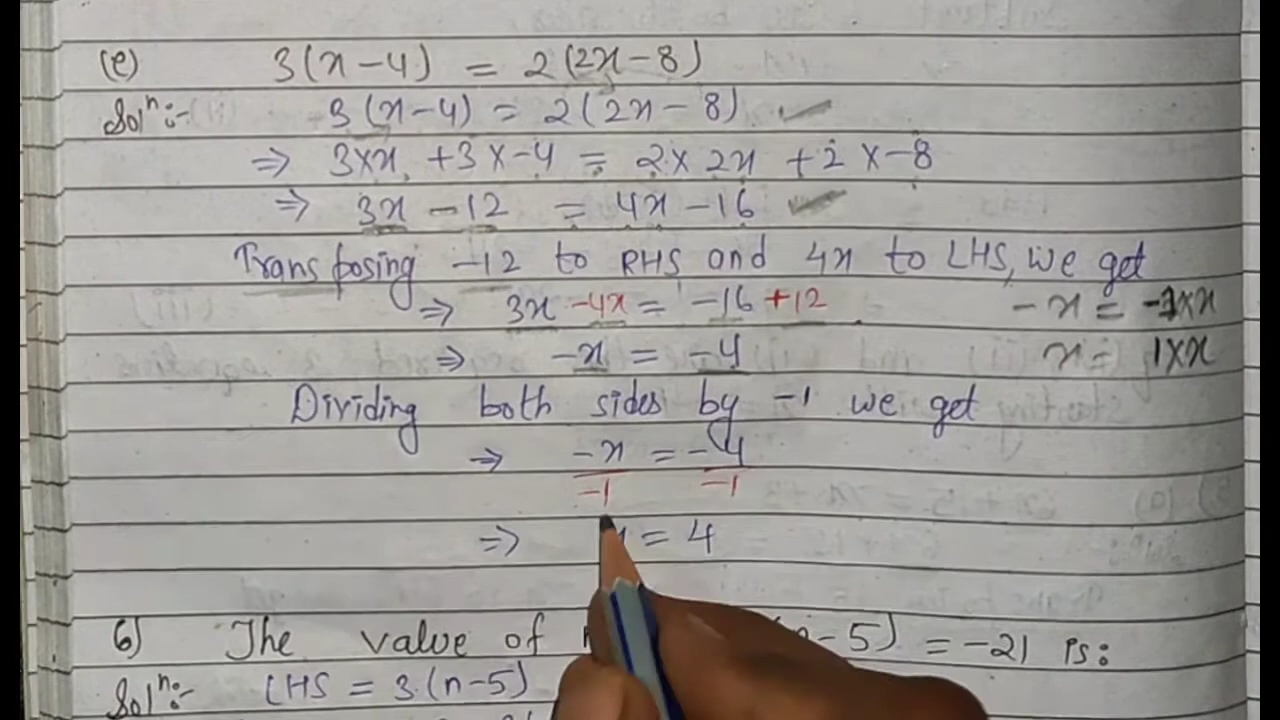 (e) 3(x-4) = 2(2x-8)
Solⁿ:- 3(x-4) = 2(2x-8)
⇒ 3×x +3×-4 = 2×2x +2×-8
⇒ 3x -12 = 4x -16
Transposing -12 to RHS and 4x to LHS, we get
⇒ 3x -4x = -16 +12 -x = -1×x
⇒ -x = -4 x = 1×x
Dividing both sides by -1 we get
⇒ -x/-1 = -4/-1
⇒ = 4
6) The value of n-5) = -21 is:
Solⁿ:- LHS = 3(n-5)